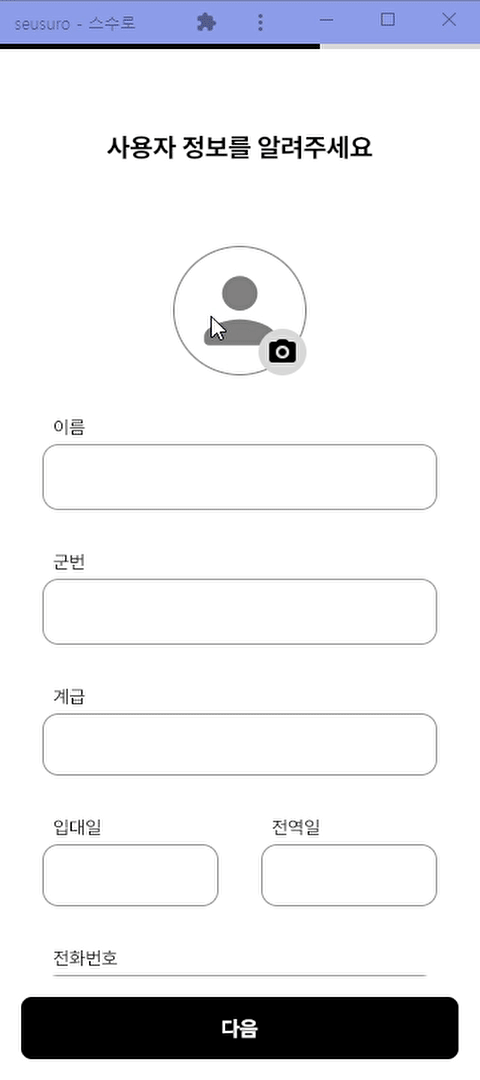 seusuro - 스수로
사용자 정보를 알려주세요
이름
군번
계급
입대일 전역일
전화번호
다음